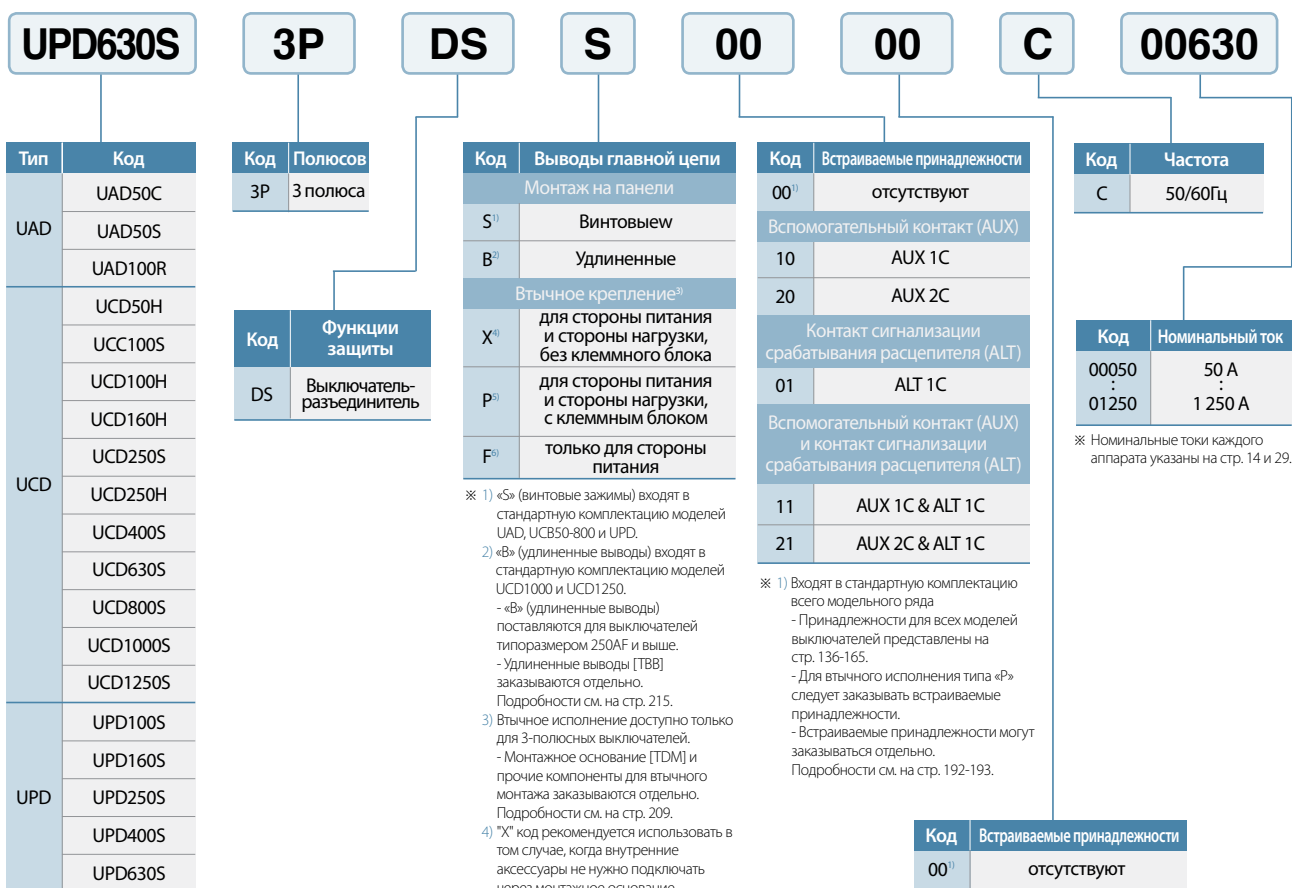 UPD630S 3P DS S 00 00 C 00630
Тип Код
UAD
UAD50C
UAD50S
UAD100R
UCD
UCD50H
UCC100S
UCD100H
UCD160H
UCD250S
UCD250H
UCD400S
UCD630S
UCD800S
UCD1000S
UCD1250S
UPD
UPD100S
UPD160S
UPD250S
UPD400S
UPD630S
Код Полюсов
3P 3 полюса
Код Функции
защиты
DS Выключатель-
разъединитель
Код Выводы главной цепи
Монтаж на панели
S1) Винтовыеw
B2) Удлиненные
Втычное крепление3)
X4) для стороны питания
и стороны нагрузки,
без клеммного блока
P5) для стороны питания
и стороны нагрузки,
с клеммным блоком
F6) только для стороны
питания
※ 1) «S» (винтовые зажимы) входят в
стандартную комплектацию моделей
UAD, UCB50-800 и UPD.
2) «B» (удлиненные выводы) входят в
стандартную комплектацию моделей
UCD1000 и UCD1250.
- «B» (удлиненные выводы)
поставляются для выключателей
типоразмером 250AF и выше.
- Удлиненные выводы [TBB]
заказываются отдельно.
Подробности см. на стр. 215.
3) Втычное исполнение доступно только
для 3-полюсных выключателей.
- Монтажное основание [TDM] и
прочие компоненты для втычного
монтажа заказываются отдельно.
Подробности см. на стр. 209.
4) "X" код рекомендуется использовать в
том случае, когда внутренние
аксессуары не нужно подключать
через монтажное основание
Код Встраиваемые принадлежности
001) отсутствуют
Вспомогательный контакт (AUX)
10 AUX 1C
20 AUX 2C
Контакт сигнализации
срабатывания расцепителя (ALT)
01 ALT 1C
Вспомогательный контакт (AUX)
и контакт сигнализации
срабатывания расцепителя (ALT)
11 AUX 1C & ALT 1C
21 AUX 2C & ALT 1C
※ 1) Входят в стандартную комплектацию
всего модельного ряда
- Принадлежности для всех моделей
выключателей представлены на
стр. 136-165.
- Для втычного исполнения типа «P»
следует заказывать встраиваемые
принадлежности.
- Встраиваемые принадлежности могут
заказываться отдельно.
Подробности см. на стр. 192-193.
Код Встраиваемые принадлежности
001) отсутствуют
Код Частота
C 50/60Гц
Код Номинальный ток
00050 50 A
: :
01250 1 250 A
※ Номинальные токи каждого
аппарата указаны на стр. 14 и 29.